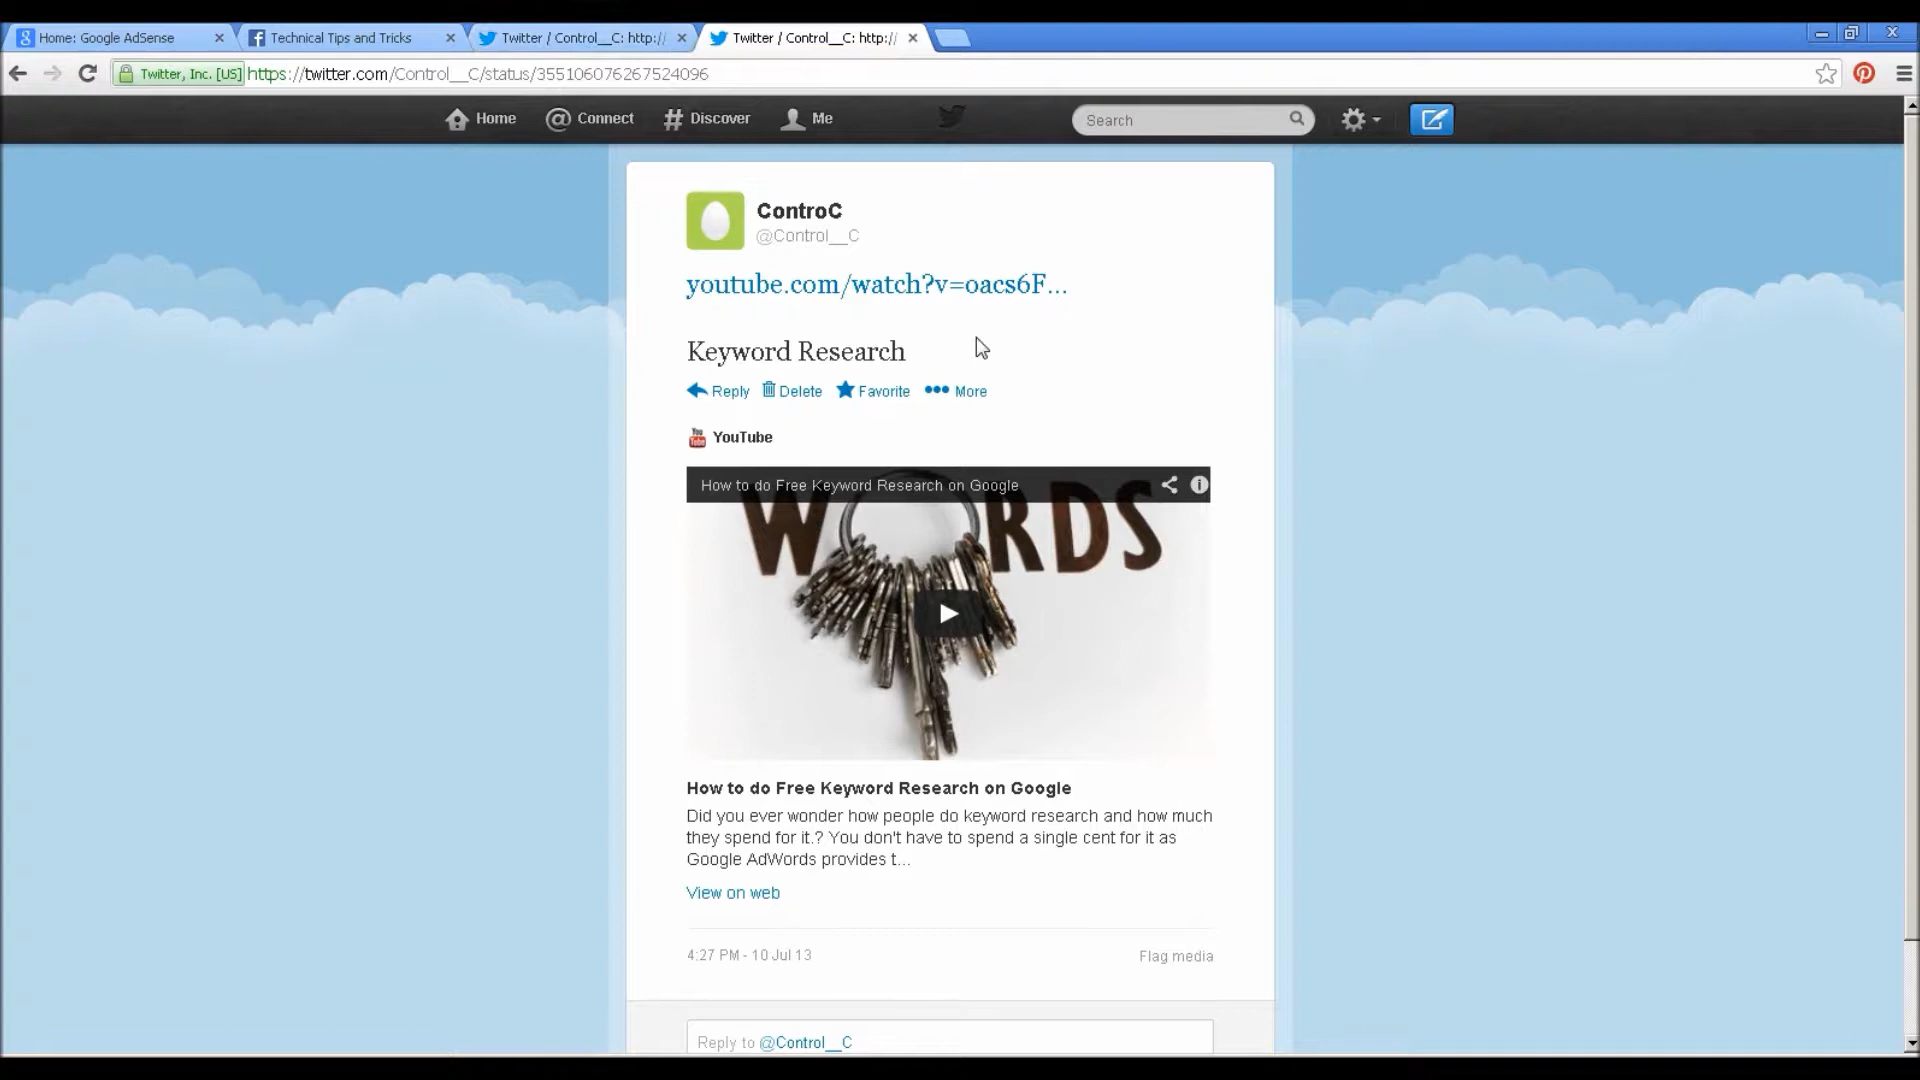 Home: Google AdSense
Technical Tips and Tricks
Twitter / Control__C: http://
Twitter / Control__C: http://
Twitter, Inc. [US] https://twitter.com/Control__C/status/355106076267524096
Home
Connect
Discover
Me
Search
ControC
@Control__C
youtube.com/watch?v=oacs6F...
Keyword Research
Reply Delete Favorite More
YouTube
How to do Free Keyword Research on Google
W RDS
How to do Free Keyword Research on Google
Did you ever wonder how people do keyword research and how much
they spend for it.? You don't have to spend a single cent for it as
Google AdWords provides t...
View on web
4:27 PM - 10 Jul 13
Flag media
Reply to @Control__C